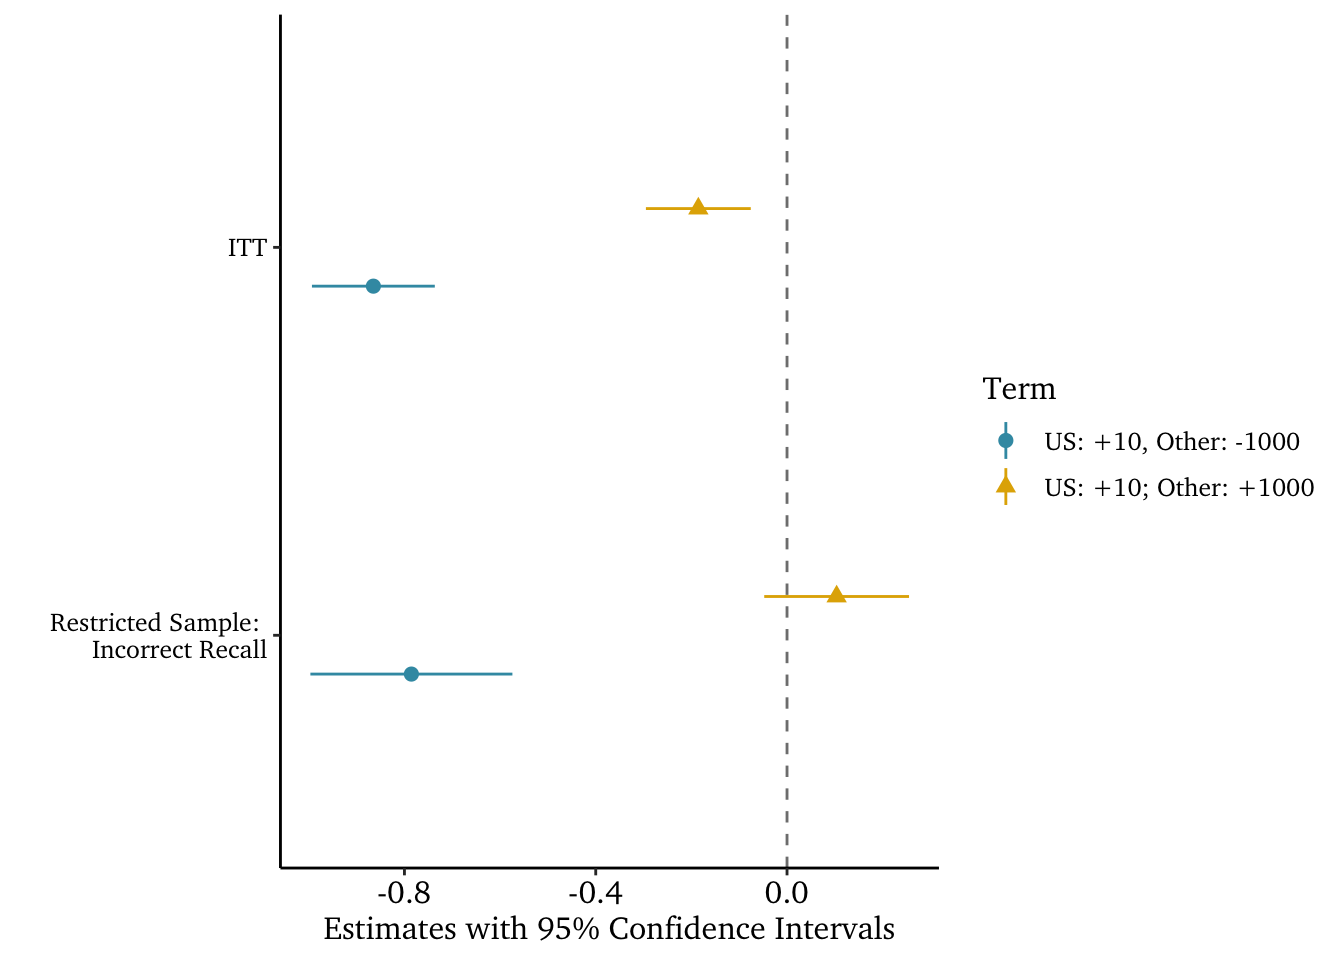 ITT
Restricted Sample:
Incorrect Recall
-0.8
-0.4
0.0
Estimates with 95% Confidence Intervals
Term
US: +10, Other: -1000
US: +10; Other: +1000